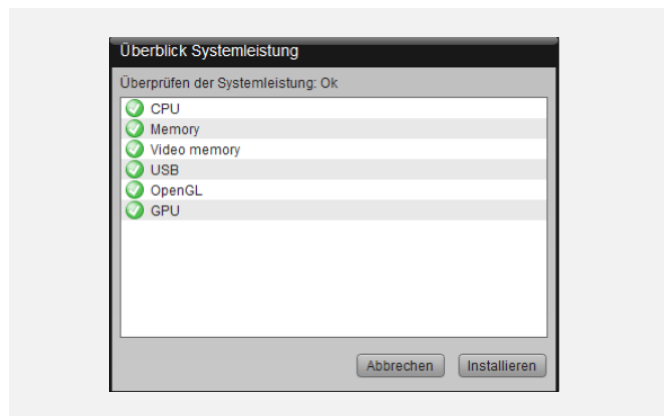 Überblick Systemleistung
Überprüfen der Systemleistung: Ok
CPU
Memory
Video memory
USB
OpenGL
GPU
Abbrechen Installieren